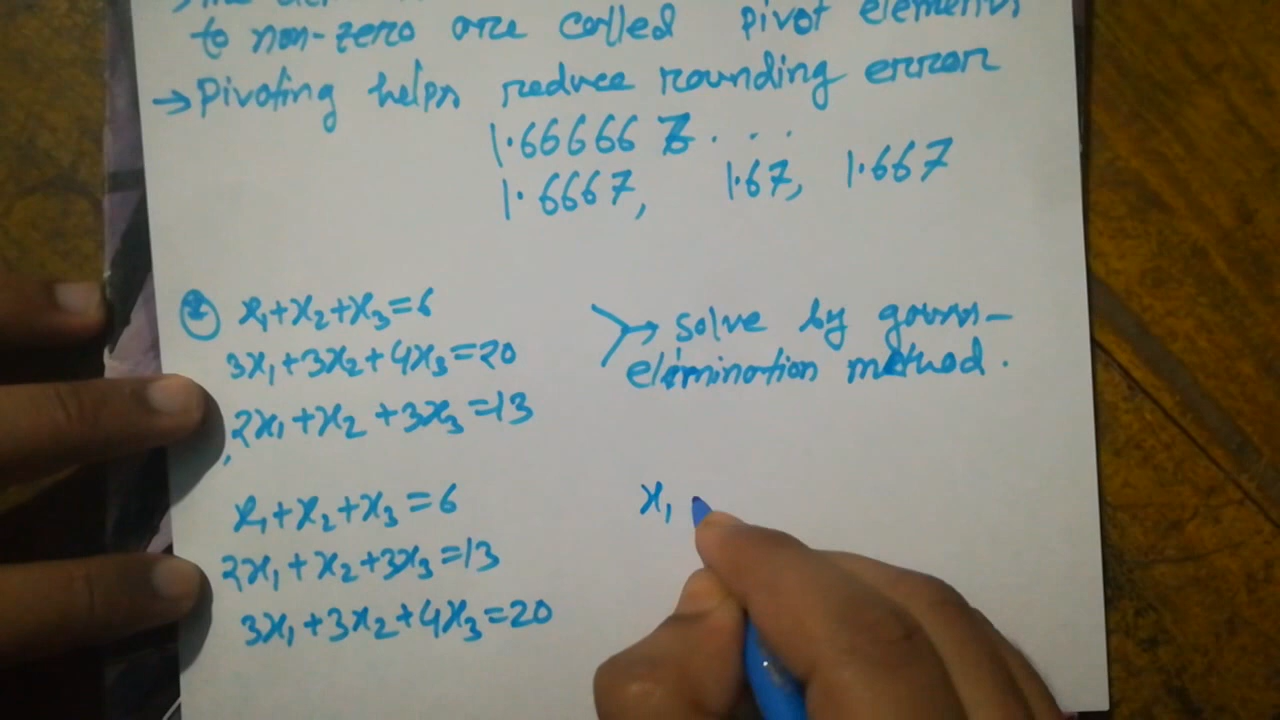 to non-zero are called pivot elements
→ Pivoting helps reduce rounding error
1.66666 7...
1.6667, 1.67, 1.667
x₁+x₂+x₃=6
→ solve by gauss-
3x₁+3x₂+4x₃=20
elimination method.
2x₁+x₂+3x₃=13
x₁+x₂+x₃=6
x₁
2x₁+x₂+3x₃=13
3x₁+3x₂+4x₃=20